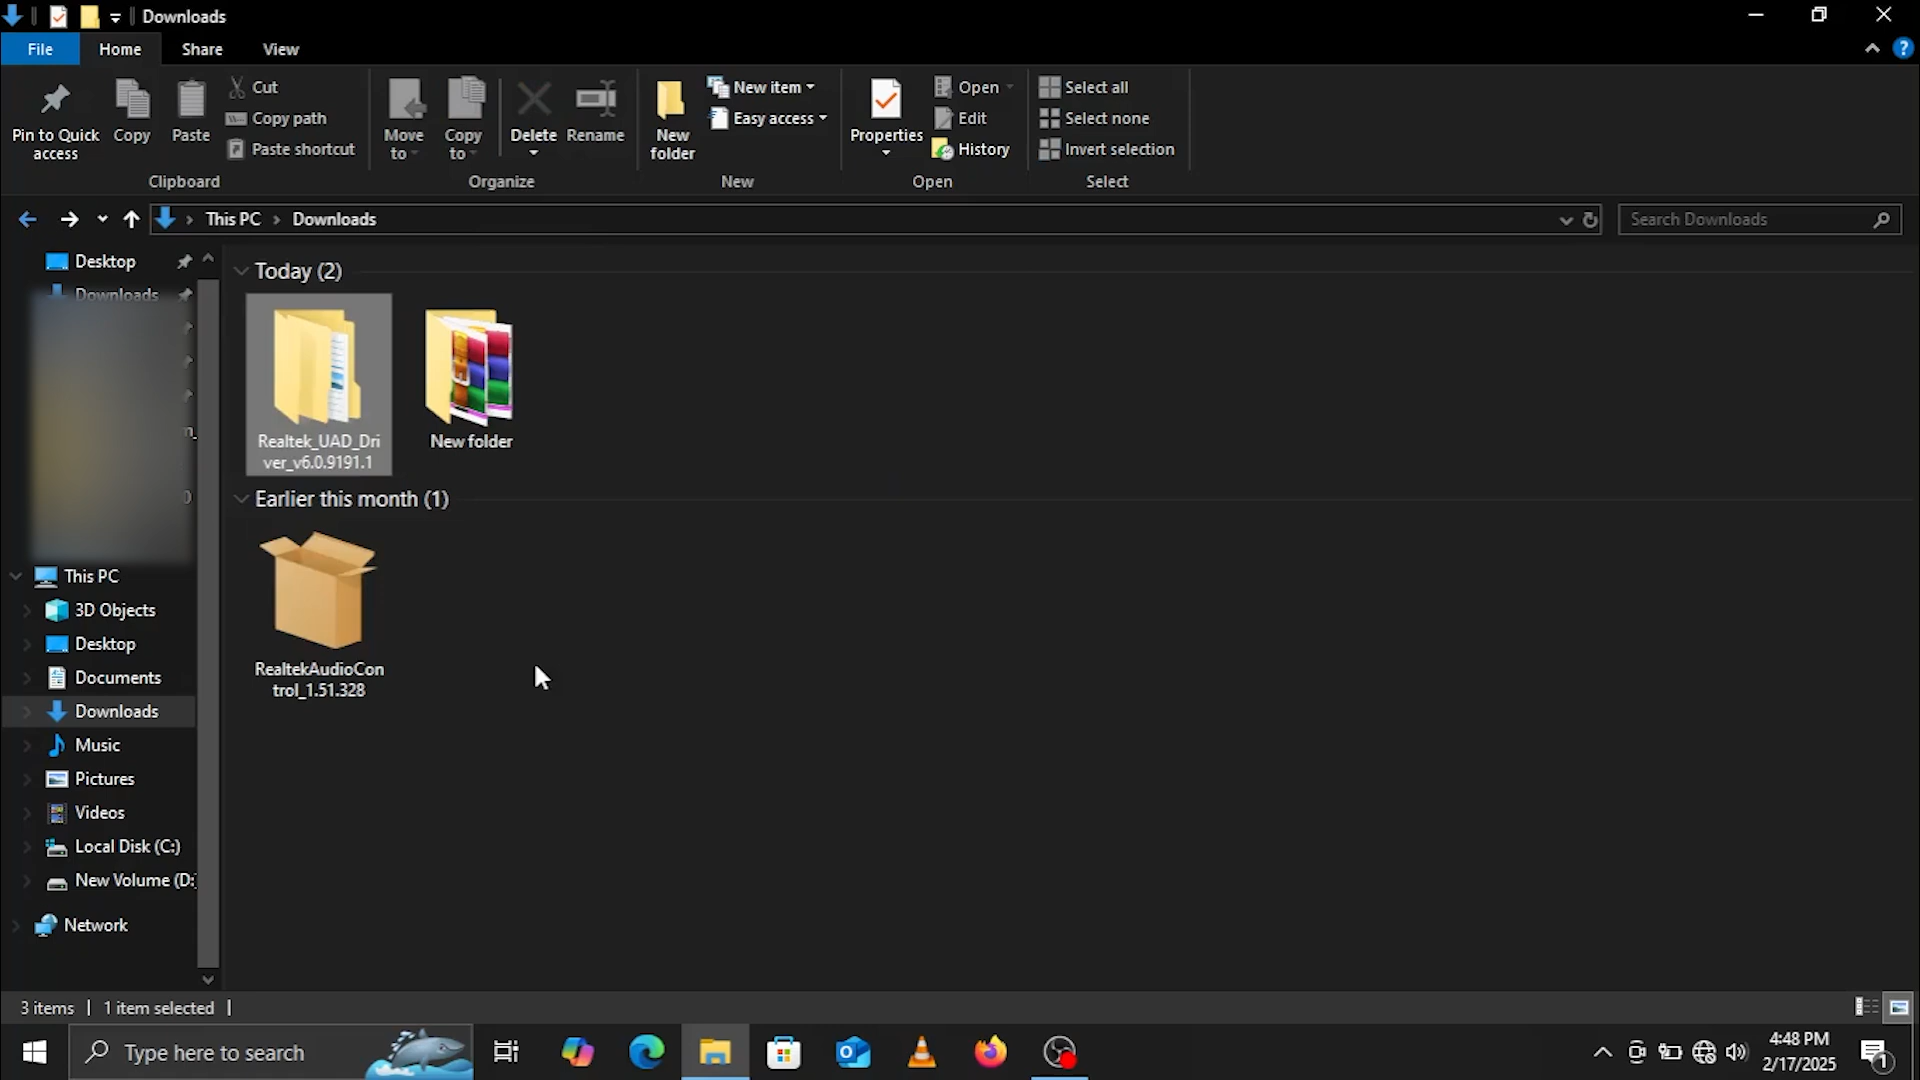 Downloads
File Home Share View
Pin to Quick access
Copy
Paste
Cut
Copy path
Paste shortcut
Clipboard
Move to
Copy to
Delete
Rename
Organize
New folder
New item
Easy access
New
Properties
Open
Edit
History
Open
Select all
Select none
Invert selection
Select
This PC > Downloads
Search Downloads
Desktop
Downloads
This PC
3D Objects
Desktop
Documents
Downloads
Music
Pictures
Videos
Local Disk (C:)
New Volume (D:)
Network
Today (2)
Realtek_UAD_Dri
ver_v6.0.9191.1
New folder
Earlier this month (1)
RealtekAudioCon
trol_1.51.328
3 items | 1 item selected |
Type here to search
4:48 PM
2/17/2025
1